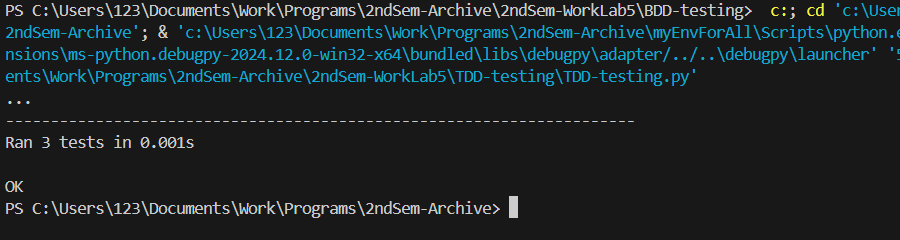 PS C:\Users\123\Documents\Work\Programs\2ndSem-Archive\2ndSem-WorkLab5\BDD-testing>  c:; cd 'c:\User
2ndSem-Archive'; & 'c:\Users\123\Documents\Work\Programs\2ndSem-Archive\myEnvForAll\Scripts\python.e
nsions\ms-python.debugpy-2024.12.0-win32-x64\bundled\libs\debugpy\adapter/../..\debugpy\launcher' '5
ents\Work\Programs\2ndSem-Archive\2ndSem-WorkLab5\TDD-testing\TDD-testing.py'
...
----------------------------------------------------------------------
Ran 3 tests in 0.001s
OK
PS C:\Users\123\Documents\Work\Programs\2ndSem-Archive>